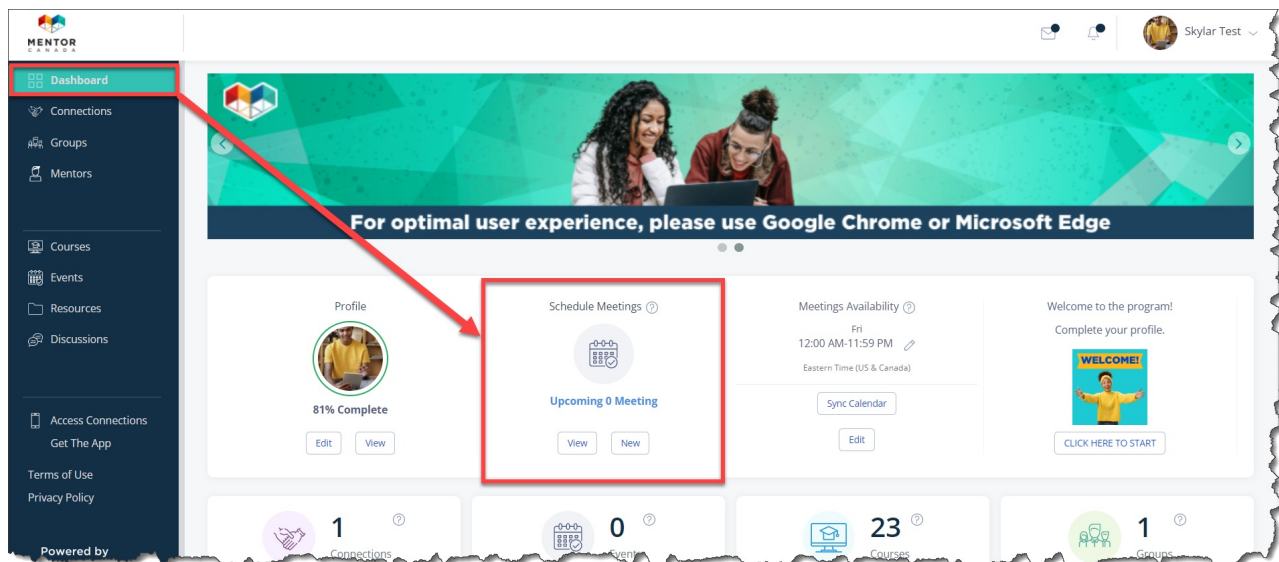 MENTOR
CANADA
Skylar Test
Dashboard
Connections
Groups
Mentors
Courses
Events
Resources
Discussions
Access Connections
Get The App
Terms of Use
Privacy Policy
Powered by
For optimal user experience, please use Google Chrome or Microsoft Edge
Profile
81% Complete
Edit
View
Schedule Meetings ?
Upcoming 0 Meeting
View
New
Meetings Availability ?
Fri
12:00 AM-11:59 PM
Eastern Time (US & Canada)
Sync Calendar
Edit
Welcome to the program!
Complete your profile.
WELCOME!
CLICK HERE TO START
1 ?
Connections
0 ?
Event
23 ?
Courses
1 ?
Groups